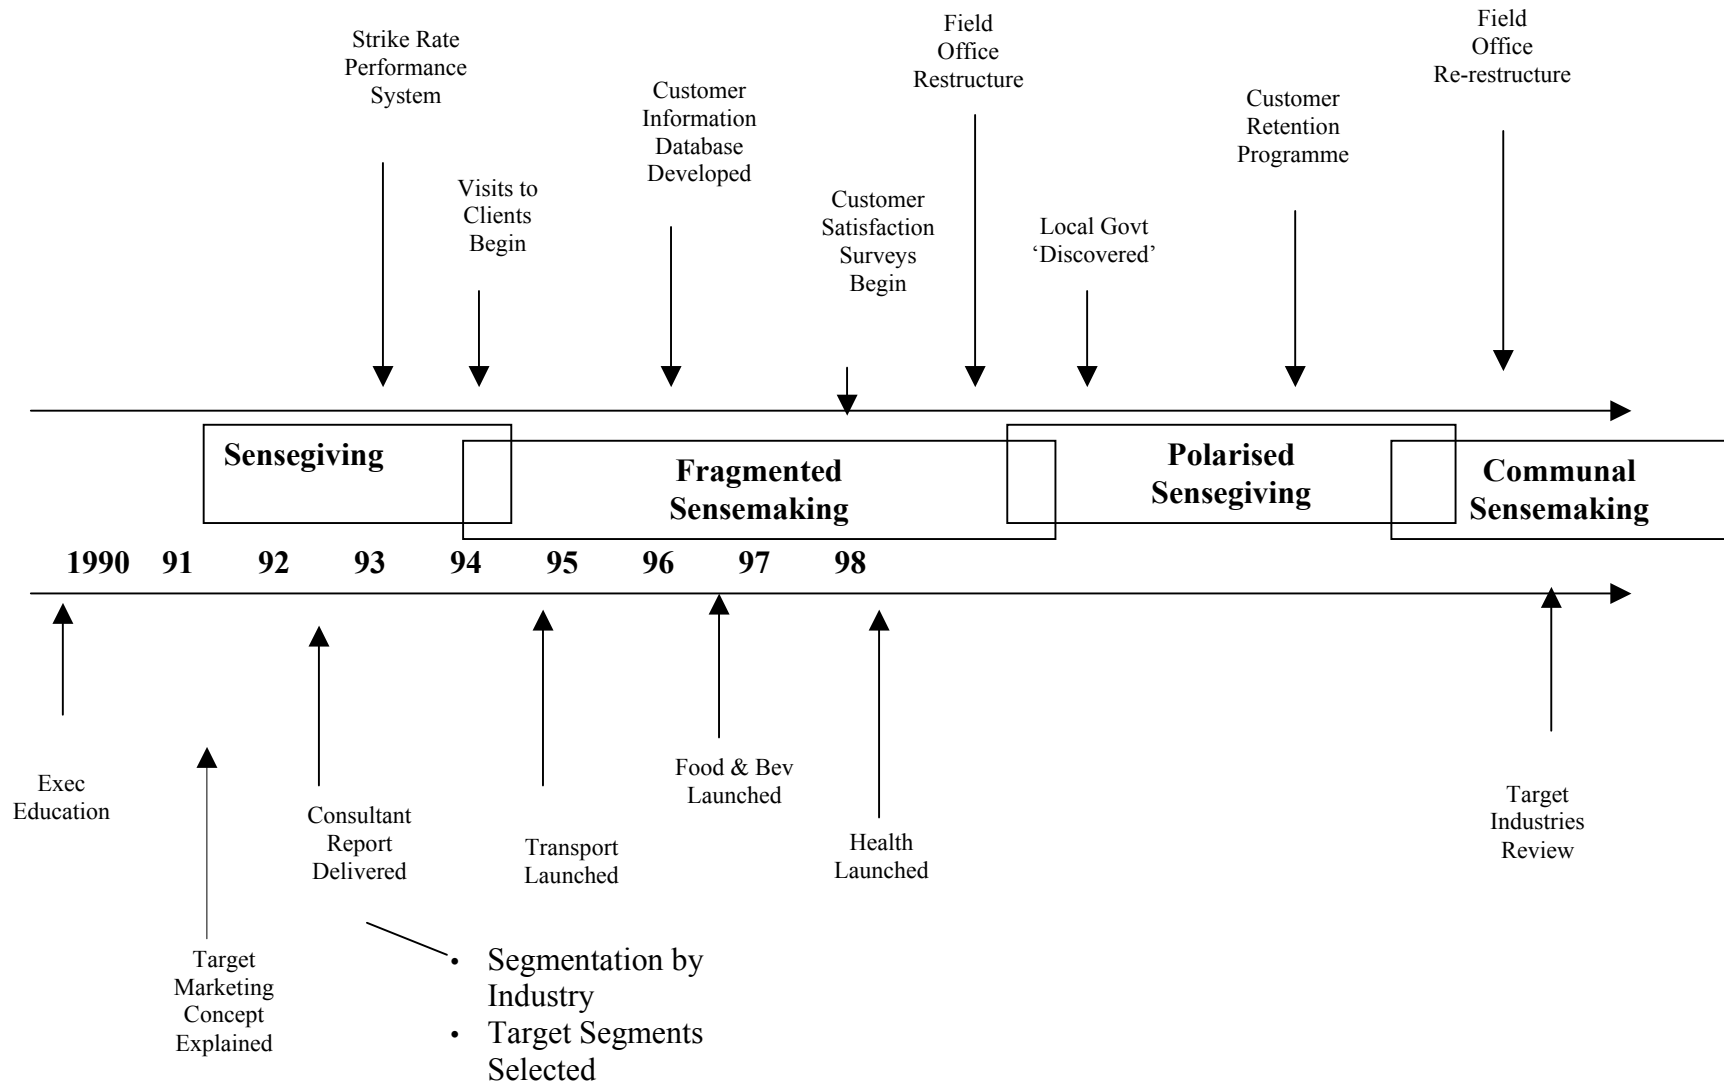 Strike Rate
Performance
System
Visits to
Clients
Begin
Customer
Information
Database
Developed
Customer
Satisfaction
Surveys
Begin
Field
Office
Restructure
Local Govt
‘Discovered’
Customer
Retention
Programme
Field
Office
Re-restructure
Sensegiving
Fragmented
Sensemaking
Polarised
Sensegiving
Communal
Sensemaking
1990 91 92 93 94 95 96 97 98
Exec
Education
Target
Marketing
Concept
Explained
Consultant
Report
Delivered
• Segmentation by
Industry
• Target Segments
Selected
Transport
Launched
Food & Bev
Launched
Health
Launched
Target
Industries
Review